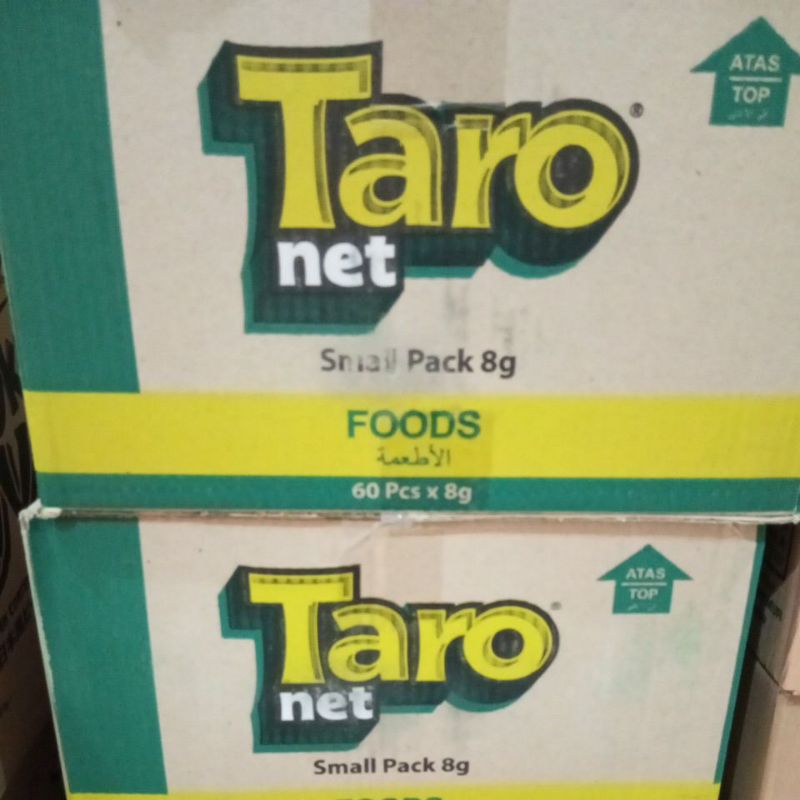 Taro®
net
ATAS
TOP
Small Pack 8g
FOODS
الأطعمة
60 Pcs x 8g
Taro®
net
ATAS
TOP
Small Pack 8g
FOODS